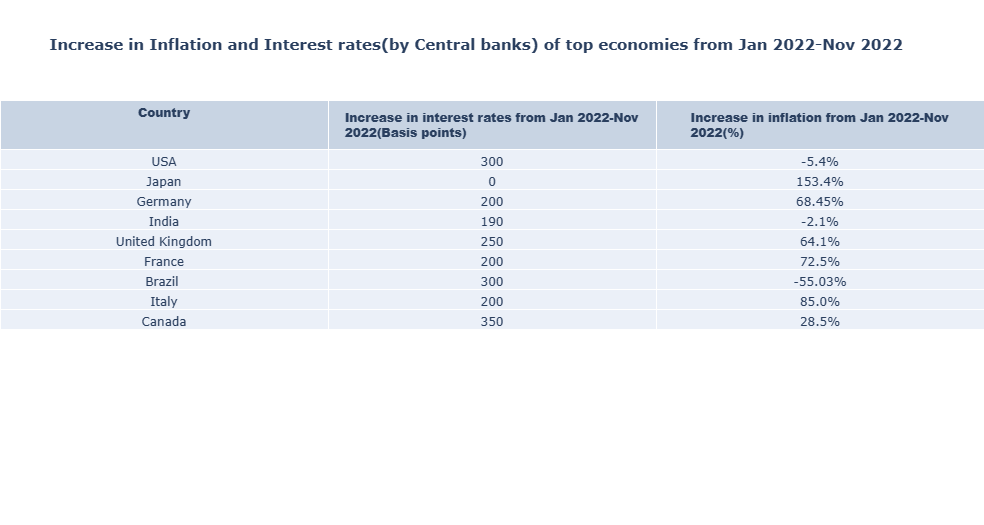 Increase in Inflation and Interest rates(by Central banks) of top economies from Jan 2022-Nov 2022
Country
Increase in interest rates from Jan 2022-Nov
2022(Basis points)
Increase in inflation from Jan 2022-Nov
2022(%)
USA 300 -5.4%
Japan 0 153.4%
Germany 200 68.45%
India 190 -2.1%
United Kingdom 250 64.1%
France 200 72.5%
Brazil 300 -55.03%
Italy 200 85.0%
Canada 350 28.5%